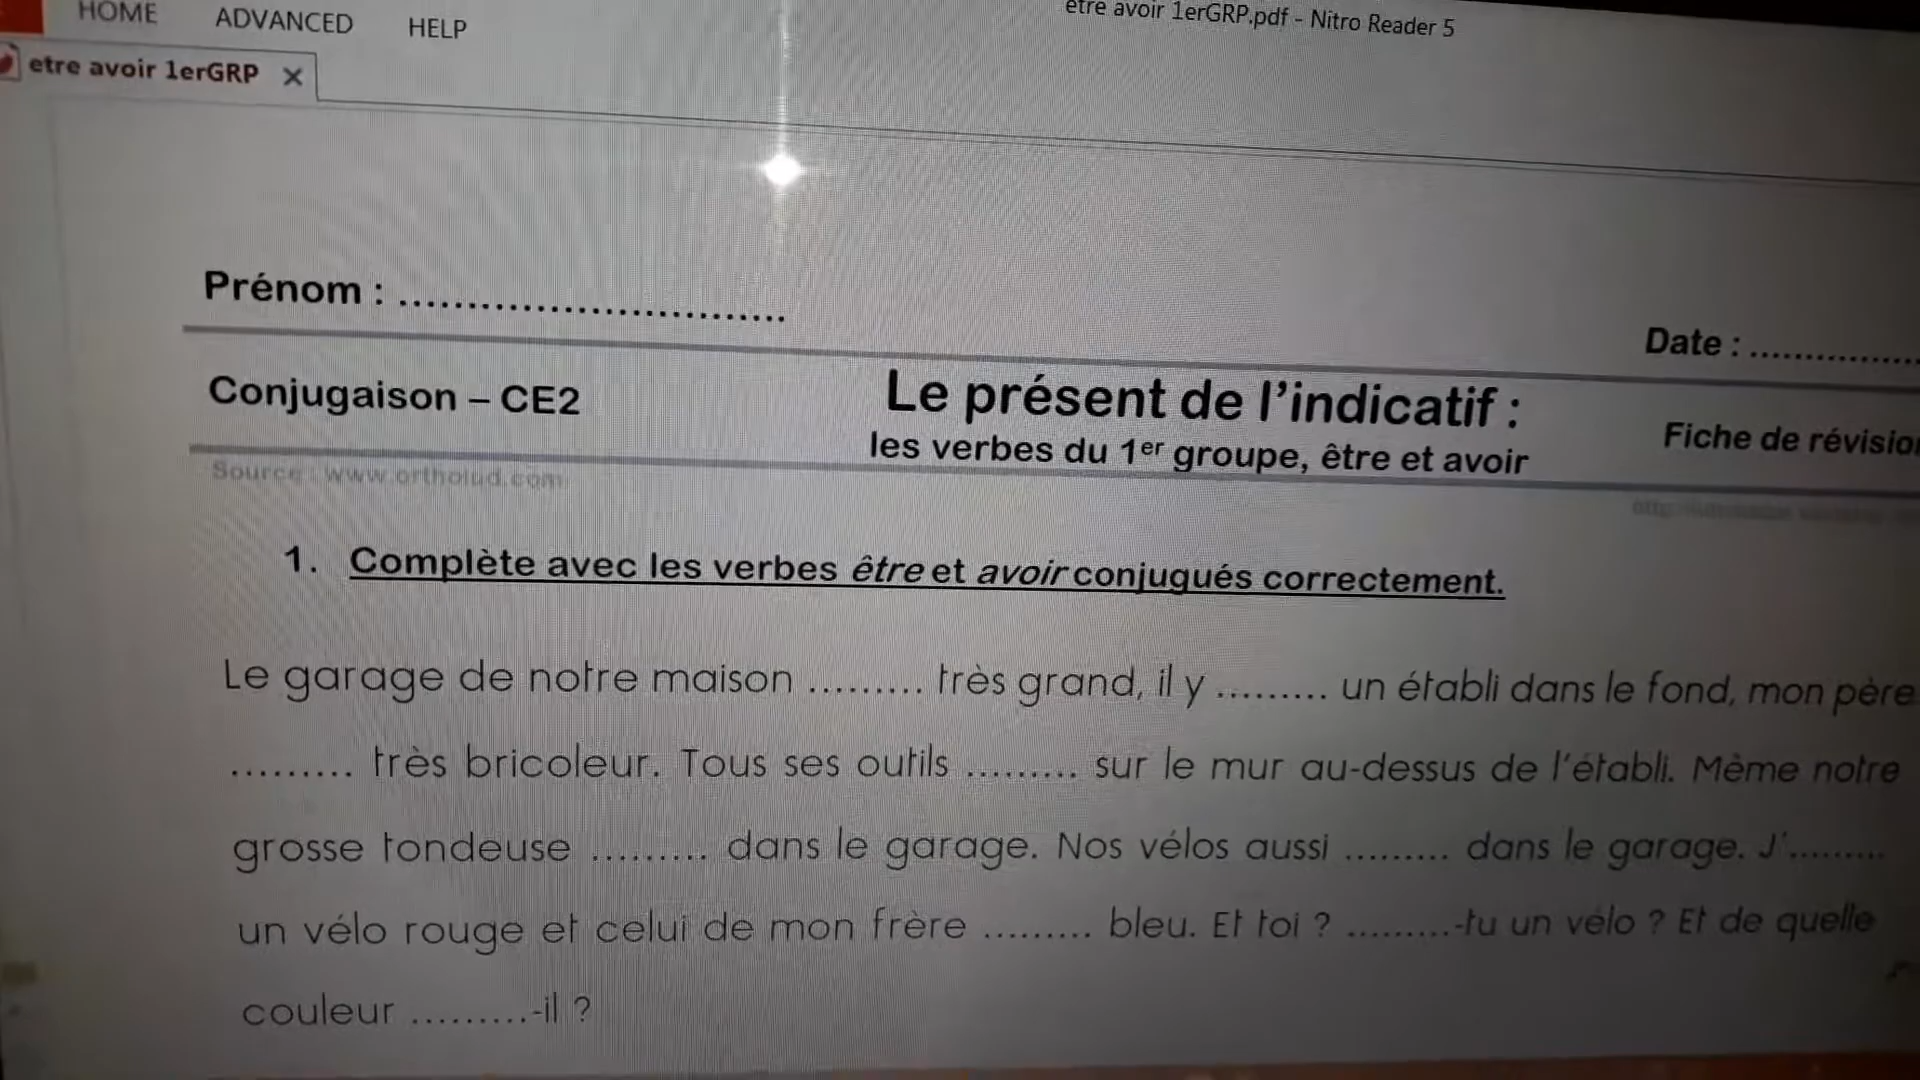 HOME ADVANCED HELP
etre avoir 1erGRP.pdf - Nitro Reader 5
etre avoir 1erGRP ×
Prénom : ..............................
Date : ................
Conjugaison – CE2
Le présent de l'indicatif :
les verbes du 1er groupe, être et avoir
Fiche de révision
Source : www.ortholud.com
1. Complète avec les verbes être et avoir conjugués correctement.
Le garage de notre maison ......... très grand, il y ......... un établi dans le fond, mon père
......... très bricoleur. Tous ses outils ......... sur le mur au-dessus de l'établi. Même notre
grosse tondeuse ......... dans le garage. Nos vélos aussi ......... dans le garage. J'.........
un vélo rouge et celui de mon frère ......... bleu. Et toi ? .........-tu un vélo ? Et de quelle
couleur .........-il ?